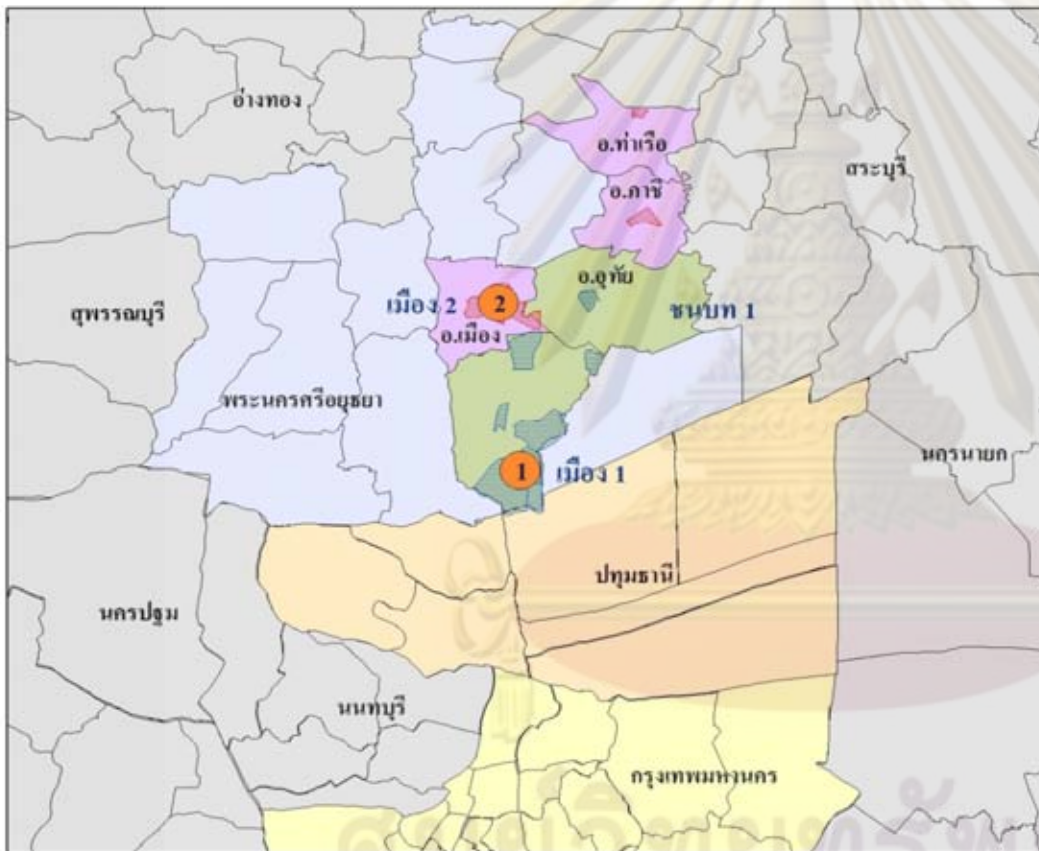 อ่างทอง
อ.ท่าเรือ
สระบุรี
อ.ภาชี
อ.อุทัย
สุพรรณบุรี
เมือง 2
2
ชนบท 1
อ.เมือง
พระนครศรีอยุธยา
นครนายก
1
เมือง 1
ปทุมธานี
นครปฐม
นนทบุรี
กรุงเทพมหานคร